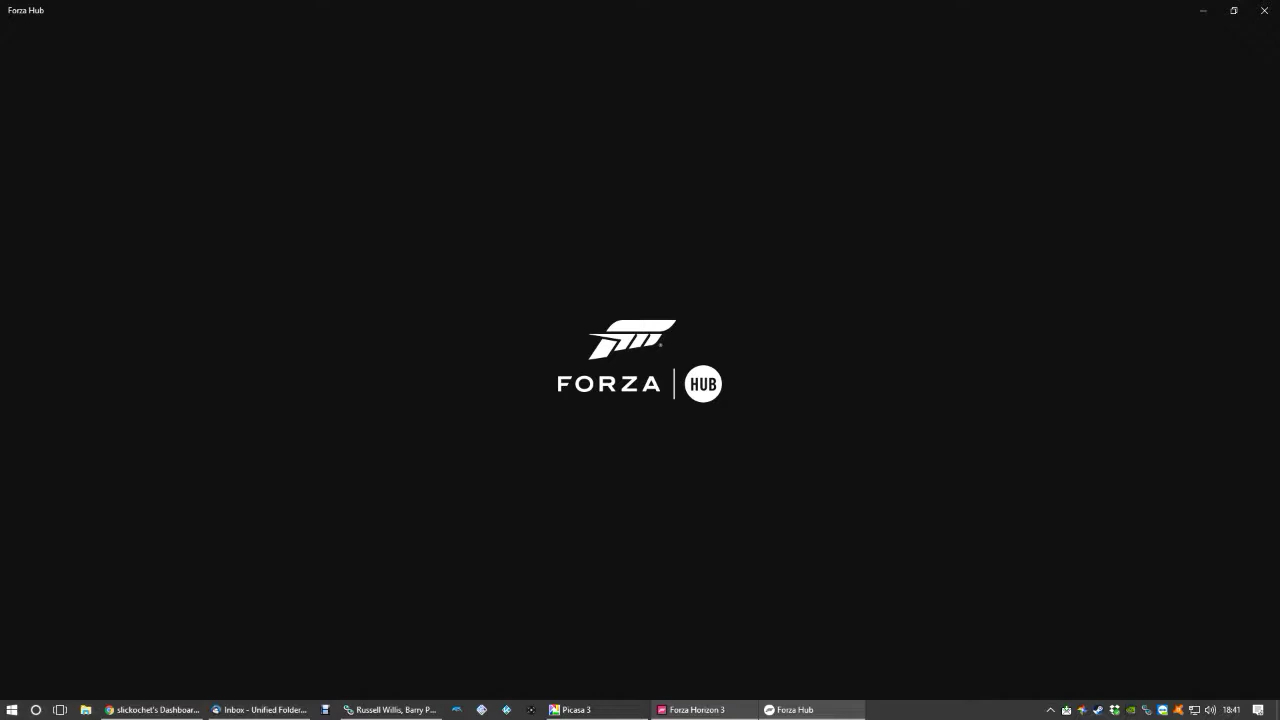 Forza Hub
FORZA | HUB
slickochet's Dashboar...
Inbox - Unified Folder...
Russell Willis, Barry P...
Picasa 3
Forza Horizon 3
Forza Hub
18:41